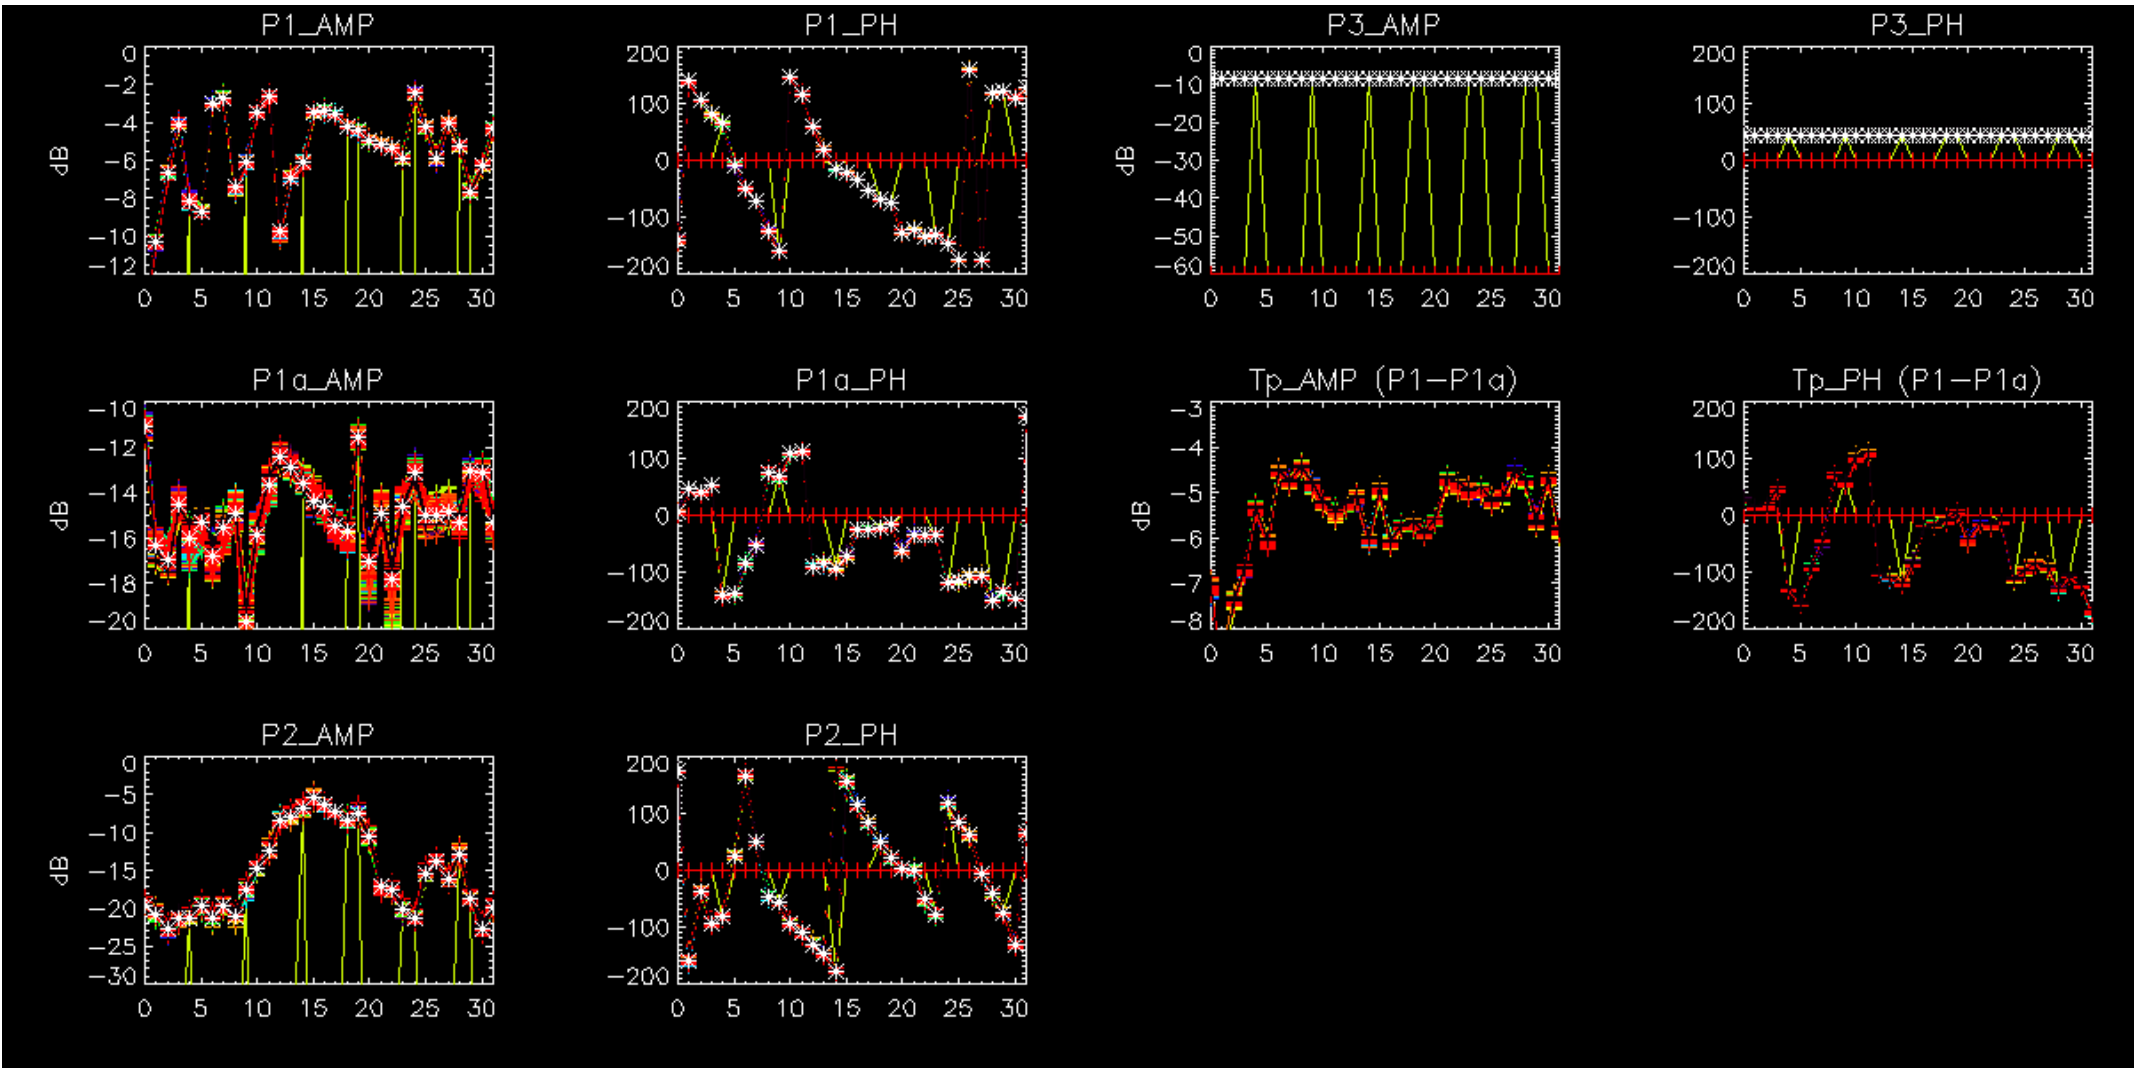 P1_AMP
P1_PH
P3_AMP
P3_PH
dB
0
−2
−4
−6
−8
−10
−12
0 5 10 15 20 25 30
200
100
0
−100
−200
0 5 10 15 20 25 30
dB
0
−10
−20
−30
−40
−50
−60
0 5 10 15 20 25 30
200
100
0
−100
−200
0 5 10 15 20 25 30
P1a_AMP
P1a_PH
Tp_AMP (P1−P1a)
Tp_PH (P1−P1a)
dB
−10
−12
−14
−16
−18
−20
0 5 10 15 20 25 30
200
100
0
−100
−200
0 5 10 15 20 25 30
dB
−3
−4
−5
−6
−7
−8
0 5 10 15 20 25 30
200
100
0
−100
−200
0 5 10 15 20 25 30
P2_AMP
P2_PH
dB
0
−5
−10
−15
−20
−25
−30
0 5 10 15 20 25 30
200
100
0
−100
−200
0 5 10 15 20 25 30